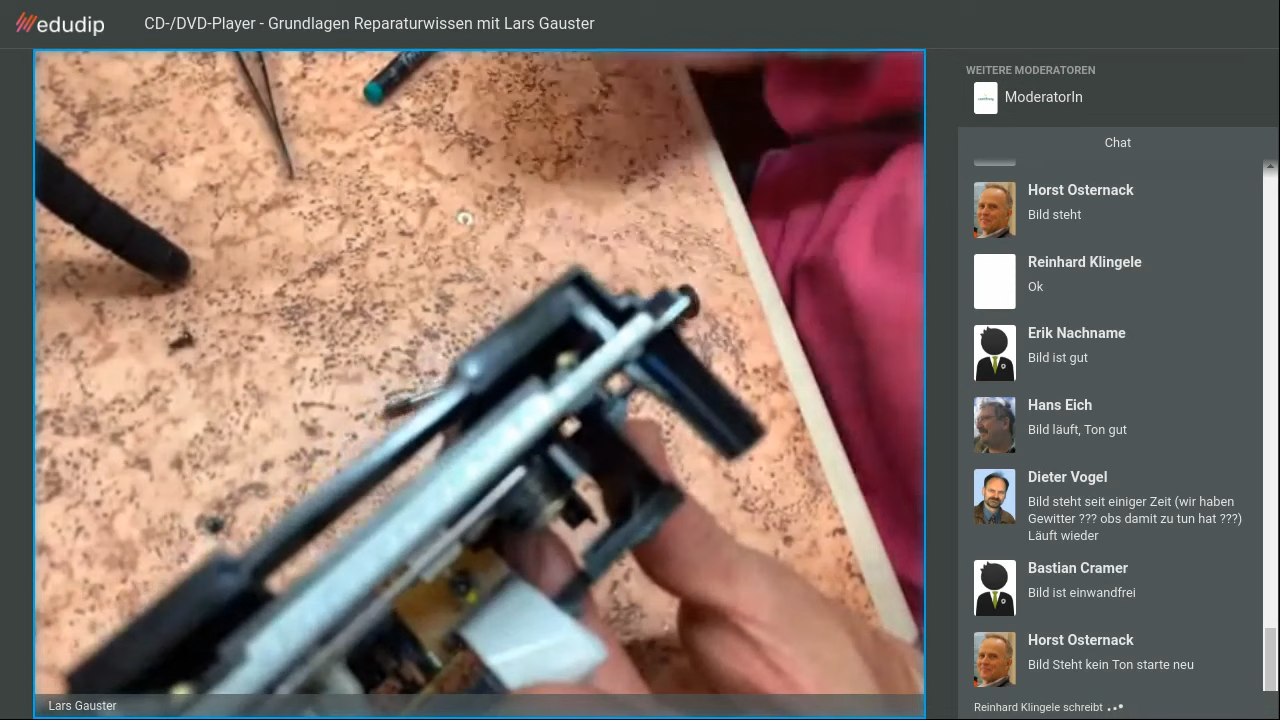 edudip
CD-/DVD-Player - Grundlagen Reparaturwissen mit Lars Gauster
WEITERE MODERATOREN
ModeratorIn
Chat
Horst Osternack
Bild steht
Reinhard Klingele
Ok
Erik Nachname
Bild ist gut
Hans Eich
Bild läuft, Ton gut
Dieter Vogel
Bild steht seit einiger Zeit (wir haben
Gewitter ??? obs damit zu tun hat ???)
Läuft wieder
Bastian Cramer
Bild ist einwandfrei
Horst Osternack
Bild Steht kein Ton starte neu
Reinhard Klingele schreibt
Lars Gauster